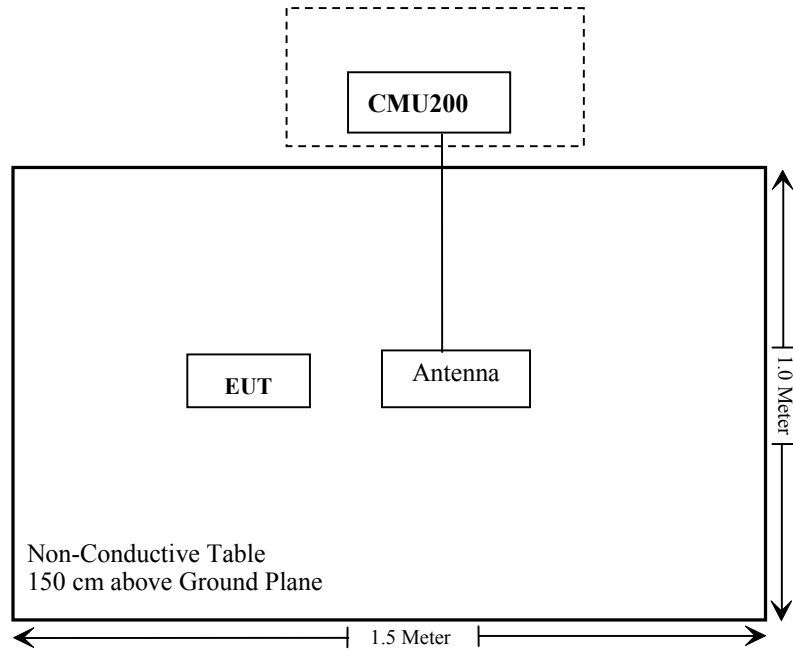 CMU200
EUT
Antenna
1.0 Meter
Non-Conductive Table
150 cm above Ground Plane
1.5 Meter